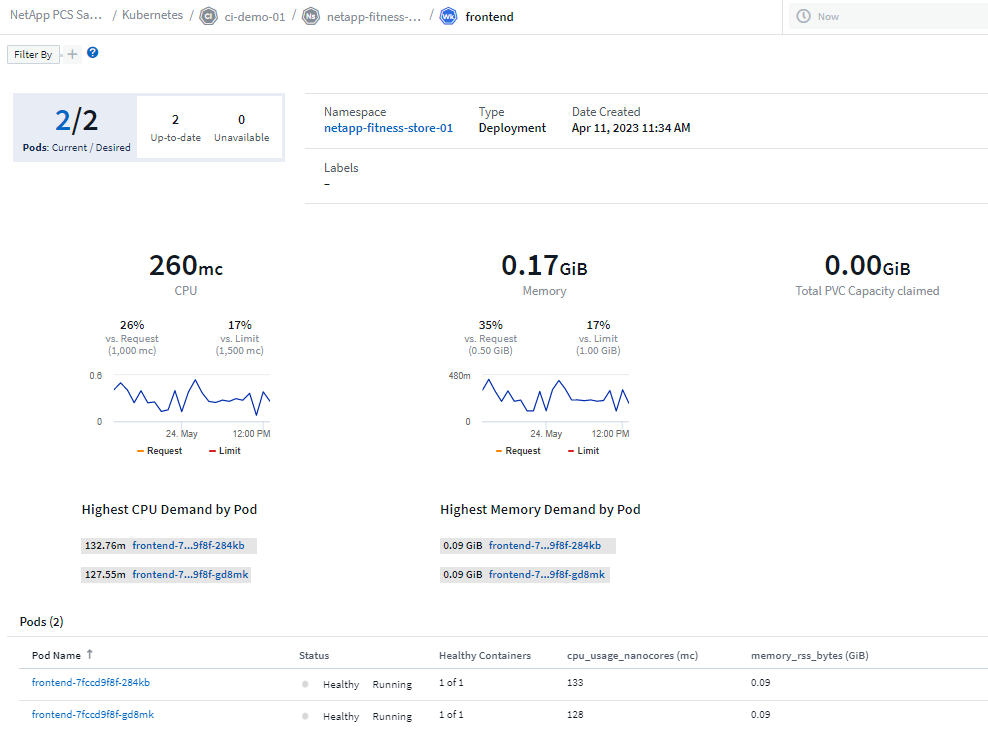 NetApp PCS Sa... / Kubernetes / CI ci-demo-01 / Ns netapp-fitness-... / Wk frontend
Now
Filter By + ?
2/2
Pods: Current / Desired
2
Up-to-date
0
Unavailable
Namespace
netapp-fitness-store-01
Type
Deployment
Date Created
Apr 11, 2023 11:34 AM
Labels
–
260mc
CPU
26%
vs. Request
(1,000 mc)
17%
vs. Limit
(1,500 mc)
0.6
0
24. May
12:00 PM
Request
Limit
0.17GiB
Memory
35%
vs. Request
(0.50 GiB)
17%
vs. Limit
(1.00 GiB)
480m
0
24. May
12:00 PM
Request
Limit
0.00GiB
Total PVC Capacity claimed
Highest CPU Demand by Pod
132.76m frontend-7...9f8f-284kb
127.55m frontend-7...9f8f-gd8mk
Highest Memory Demand by Pod
0.09 GiB frontend-7...9f8f-284kb
0.09 GiB frontend-7...9f8f-gd8mk
Pods (2)
Pod Name ↑ Status Healthy Containers cpu_usage_nanocores (mc) memory_rss_bytes (GiB)
frontend-7fccd9f8f-284kb Healthy Running 1 of 1 133 0.09
frontend-7fccd9f8f-gd8mk Healthy Running 1 of 1 128 0.09